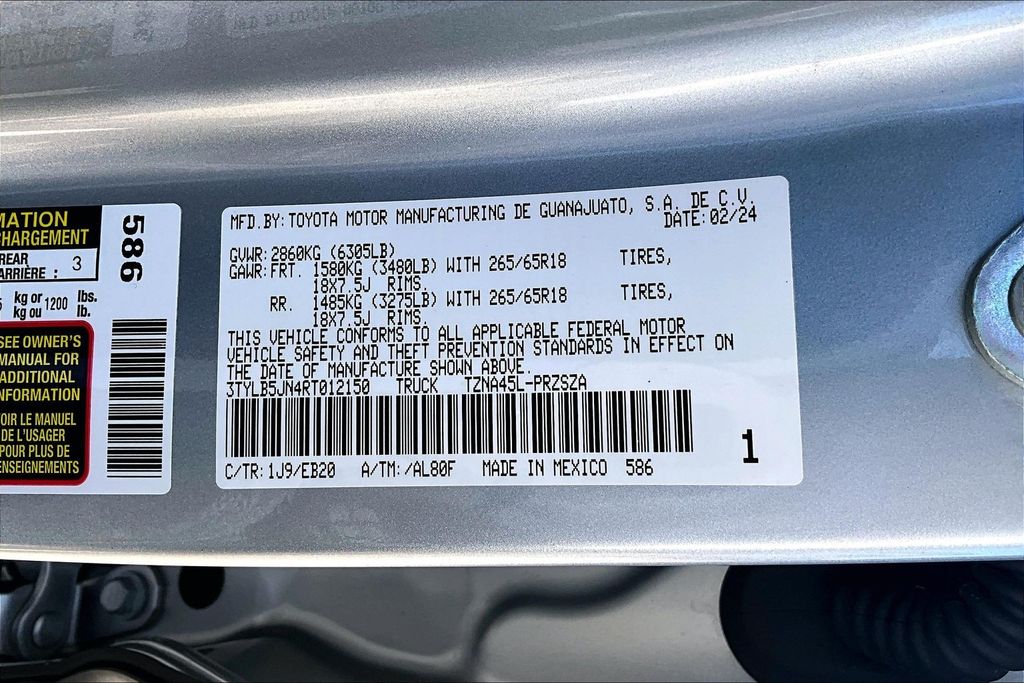 MATION
CHARGEMENT
REAR
ARRIÈRE : 3
kg or 1200 lbs.
kg ou lb.
SEE OWNER'S
MANUAL FOR
ADDITIONAL
INFORMATION
VOIR LE MANUEL
DE L'USAGER
POUR PLUS DE
RENSEIGNEMENTS
586
MFD.BY: TOYOTA MOTOR MANUFACTURING DE GUANAJUATO, S.A. DE C.V.
DATE: 02/24
GVWR: 2860KG (6305LB)
GAWR: FRT. 1580KG (3480LB) WITH 265/65R18 TIRES,
18X7.5J RIMS.
RR. 1485KG (3275LB) WITH 265/65R18 TIRES,
18X7.5J RIMS.
THIS VEHICLE CONFORMS TO ALL APPLICABLE FEDERAL MOTOR
VEHICLE SAFETY AND THEFT PREVENTION STANDARDS IN EFFECT ON
THE DATE OF MANUFACTURE SHOWN ABOVE.
3TYLB5JN4RT012150 TRUCK TZNA45L-PRZSZA
1
C/TR: 1J9/EB20 A/TM: /AL80F MADE IN MEXICO 586